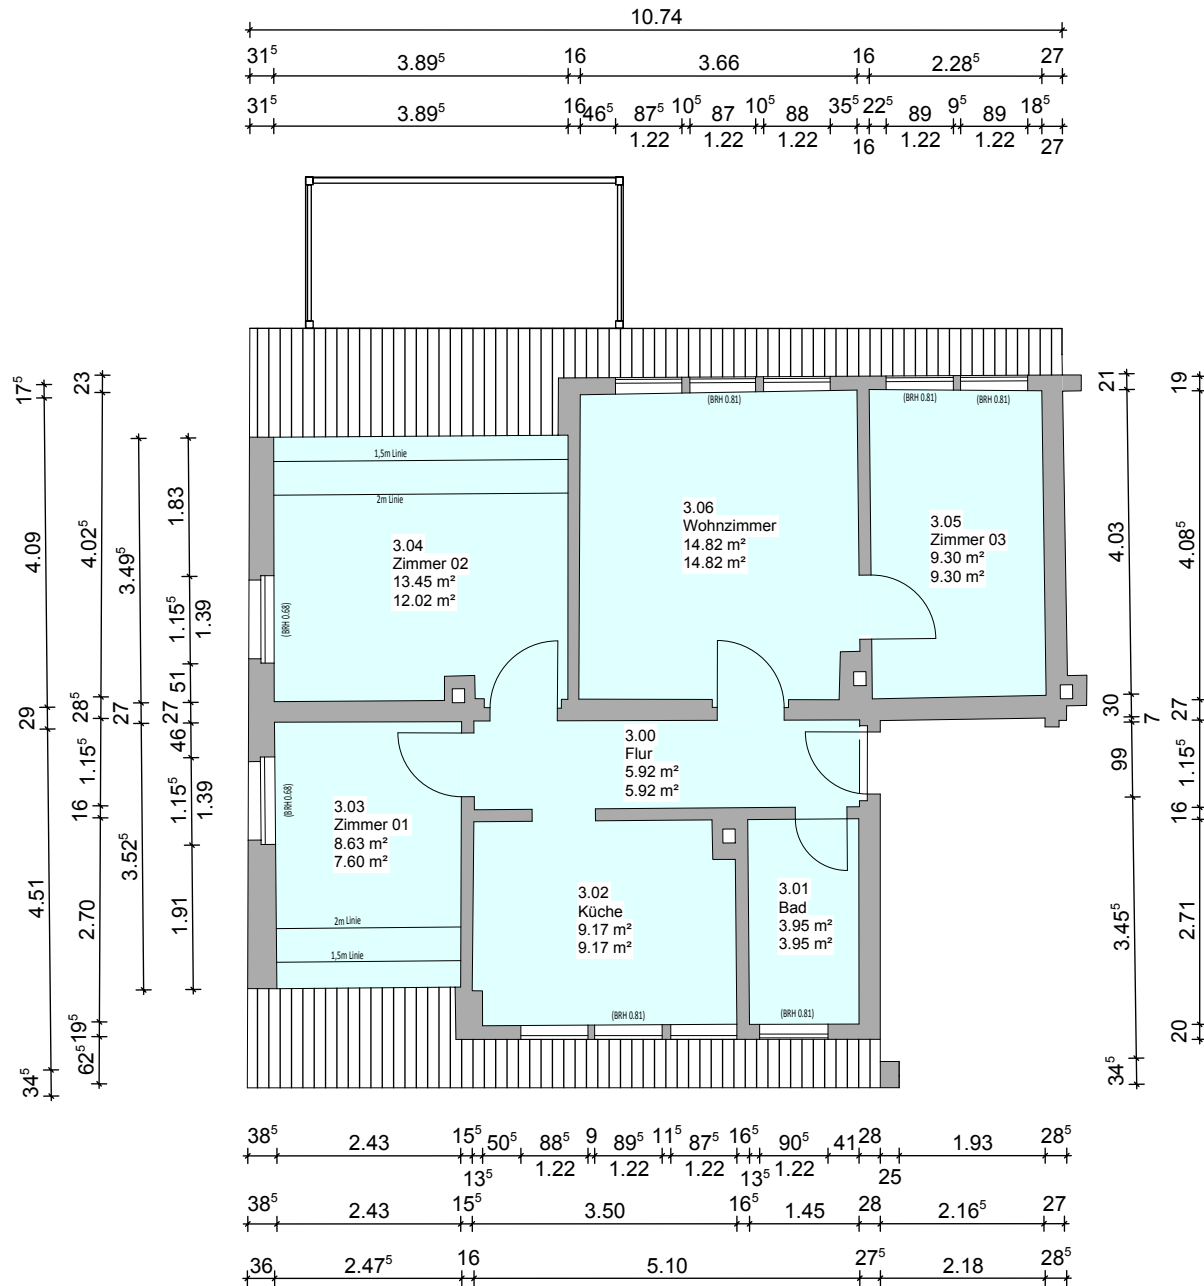 10.74
31⁵ 3.89⁵ 16 3.66 16 2.28⁵ 27
31⁵ 3.89⁵ 16 46⁵ 87⁵ 10⁵ 87 10⁵ 88 35⁵ 22⁵ 89 9⁵ 89 18⁵
1.22 1.22 1.22 16 1.22 1.22 27
17⁵
4.09
29
4.51
34⁵
23
4.02⁵
28⁵
1.15⁵
16
2.70
19⁵
62⁵
3.49⁵
27
3.52⁵
1.83
1.15⁵
1.39
51
27
46
1.15⁵
1.39
1.91
(BRH 0.81)
(BRH 0.81)
(BRH 0.81)
1,5m Linie
2m Linie
3.04
Zimmer 02
13.45 m²
12.02 m²
(BRH 0.68)
3.06
Wohnzimmer
14.82 m²
14.82 m²
3.05
Zimmer 03
9.30 m²
9.30 m²
3.00
Flur
5.92 m²
5.92 m²
(BRH 0.68)
3.03
Zimmer 01
8.63 m²
7.60 m²
2m Linie
1,5m Linie
3.02
Küche
9.17 m²
9.17 m²
(BRH 0.81)
3.01
Bad
3.95 m²
3.95 m²
(BRH 0.81)
21
4.03
30
7
99
3.45⁵
34⁵
19
4.08⁵
27
1.15⁵
16
2.71
20
38⁵ 2.43 15⁵ 50⁵ 88⁵ 9 89⁵ 11⁵ 87⁵ 16⁵ 90⁵ 41 28 1.93 28⁵
13⁵ 1.22 1.22 1.22 13⁵ 1.22 25
38⁵ 2.43 15⁵ 3.50 16⁵ 1.45 28 2.16⁵ 27
36 2.47⁵ 16 5.10 27⁵ 2.18 28⁵